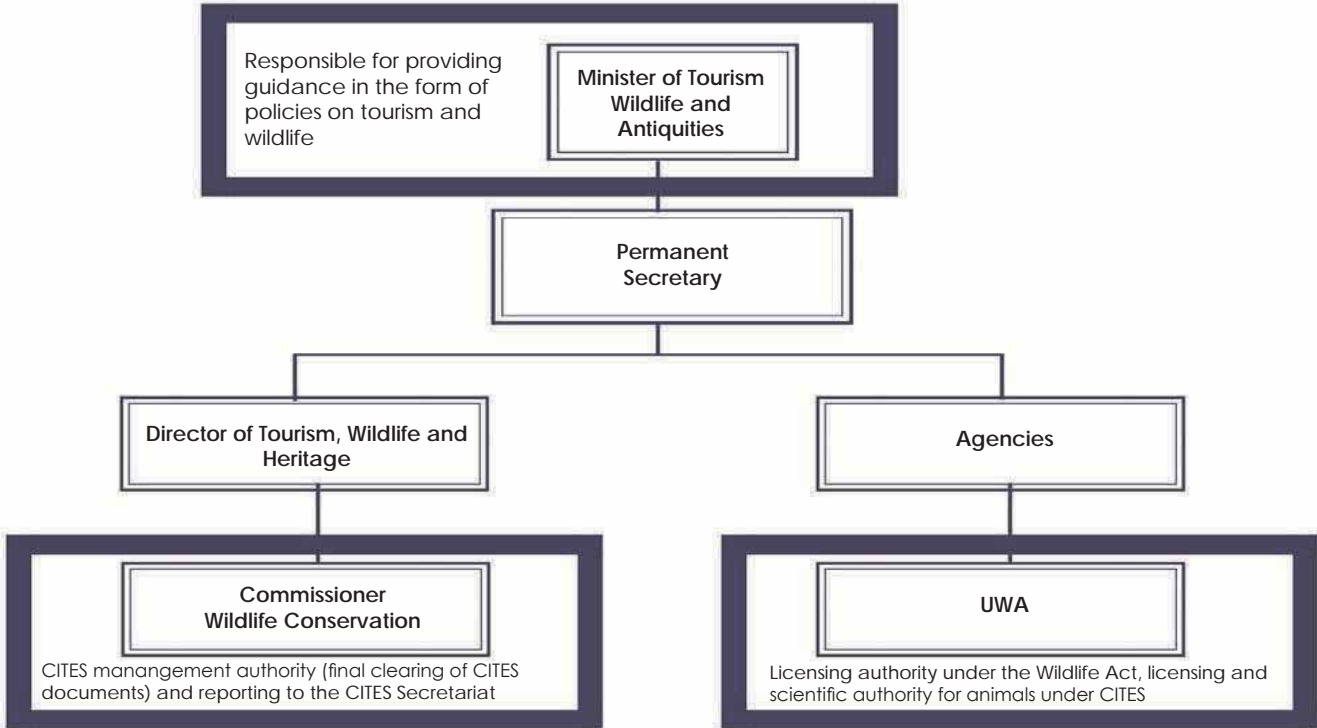 Responsible for providing
guidance in the form of
policies on tourism and
wildlife
Minister of Tourism
Wildlife and
Antiquities
Permanent
Secretary
Director of Tourism, Wildlife and
Heritage
Agencies
Commissioner
Wildlife Conservation
CITES manangement authority (final clearing of CITES
documents) and reporting to the CITES Secretariat
UWA
Licensing authority under the Wildlife Act, licensing and
scientific authority for animals under CITES